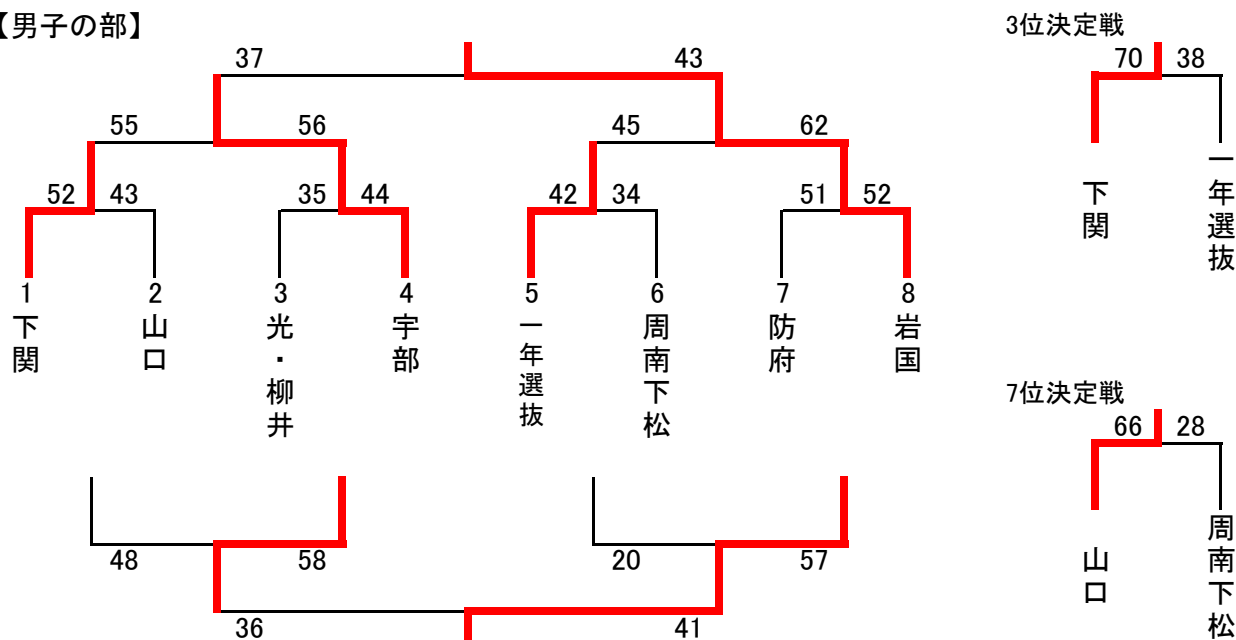 【男子の部】
3位決定戦
37
43
70
38
55
56
45
62
52
43
35
44
42
34
51
52
下関
一年選抜
1
2
3
4
5
6
7
8
下関
山口
光・柳井
宇部
一年選抜
周南下松
防府
岩国
7位決定戦
66
28
48
58
20
57
山口
周南下松
36
41